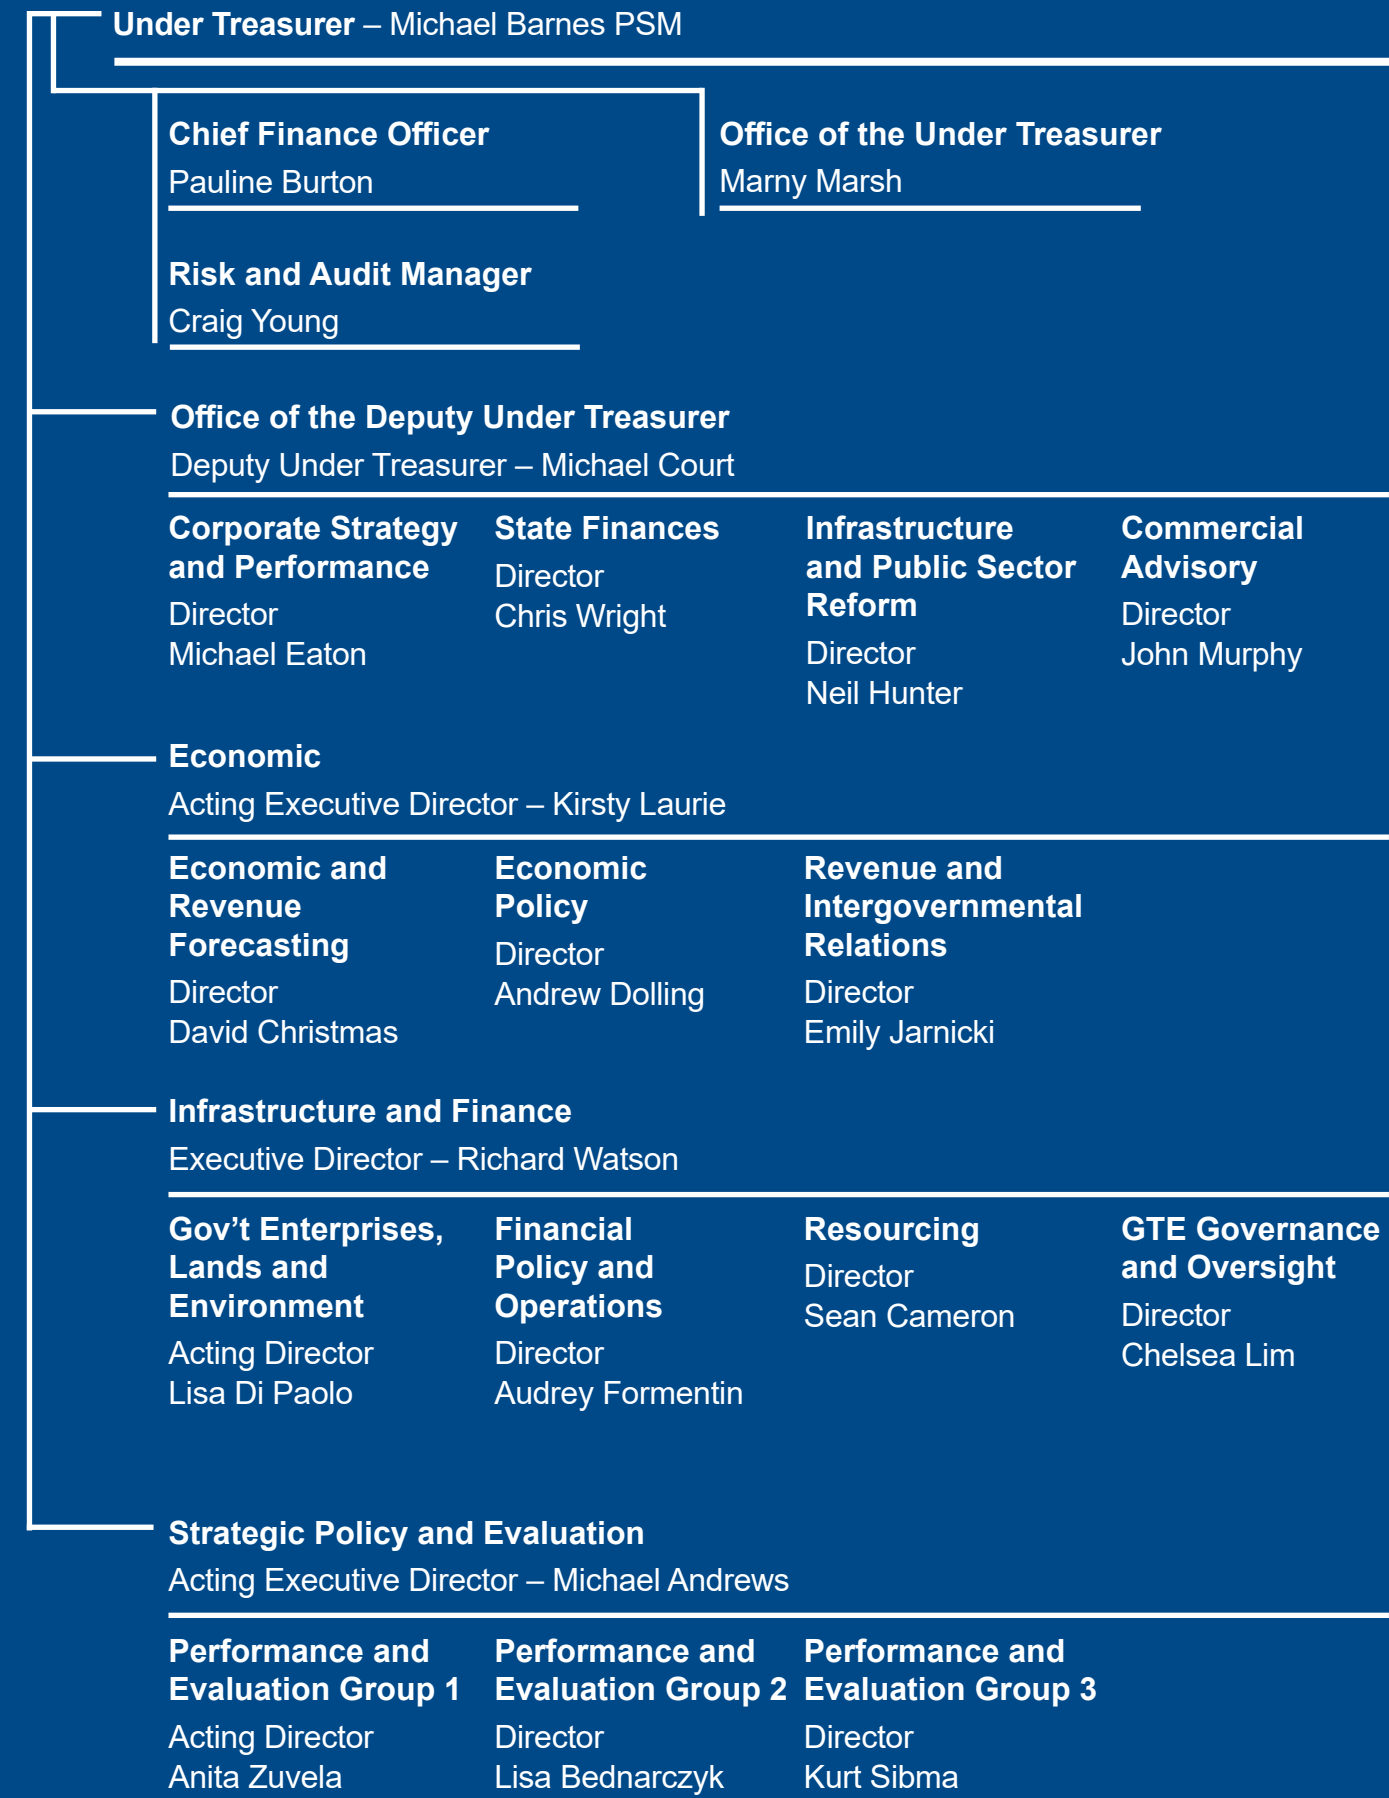 Under Treasurer – Michael Barnes PSM
Chief Finance Officer
Pauline Burton
Office of the Under Treasurer
Marny Marsh
Risk and Audit Manager
Craig Young
Office of the Deputy Under Treasurer
Deputy Under Treasurer – Michael Court
Corporate Strategy
and Performance
Director
Michael Eaton
State Finances
Director
Chris Wright
Infrastructure
and Public Sector
Reform
Director
Neil Hunter
Commercial
Advisory
Director
John Murphy
Economic
Acting Executive Director – Kirsty Laurie
Economic and
Revenue
Forecasting
Director
David Christmas
Economic
Policy
Director
Andrew Dolling
Revenue and
Intergovernmental
Relations
Director
Emily Jarnicki
Infrastructure and Finance
Executive Director – Richard Watson
Gov’t Enterprises,
Lands and
Environment
Acting Director
Lisa Di Paolo
Financial
Policy and
Operations
Director
Audrey Formentin
Resourcing
Director
Sean Cameron
GTE Governance
and Oversight
Director
Chelsea Lim
Strategic Policy and Evaluation
Acting Executive Director – Michael Andrews
Performance and
Evaluation Group 1
Acting Director
Anita Zuvela
Performance and
Evaluation Group 2
Director
Lisa Bednarczyk
Performance and
Evaluation Group 3
Director
Kurt Sibma